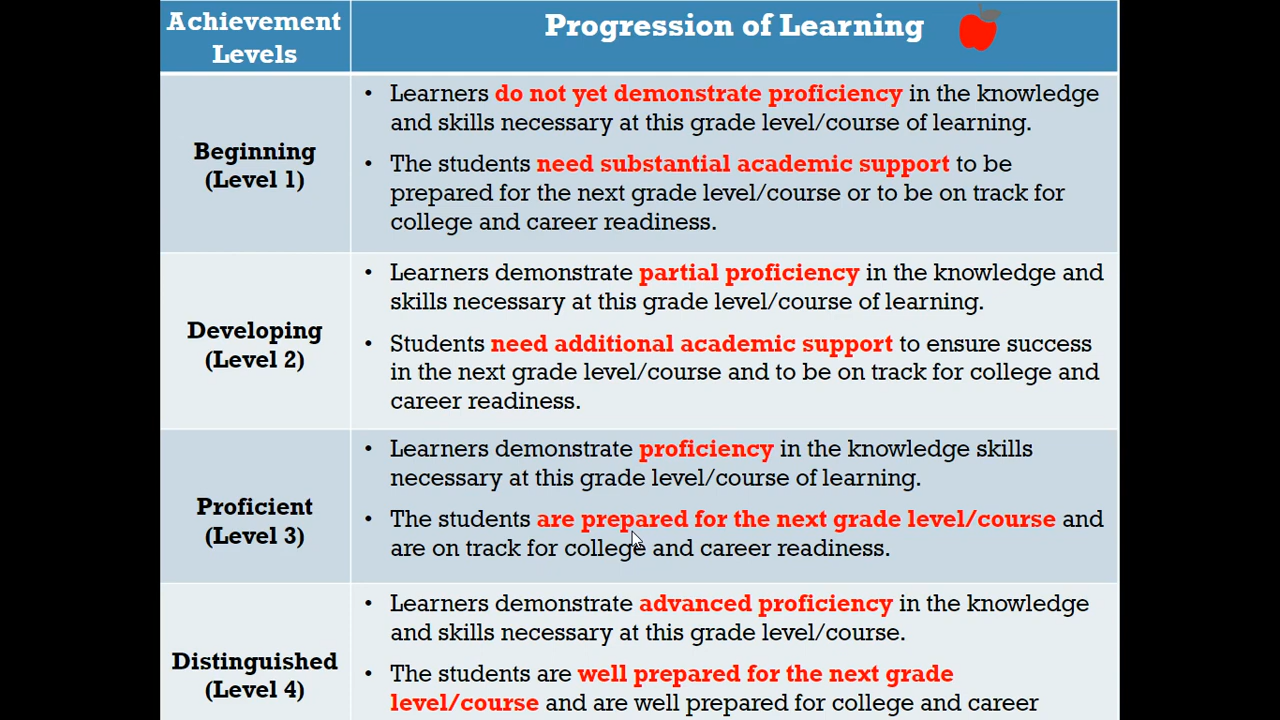 Achievement
Levels
Progression of Learning
Beginning
(Level 1)
• Learners do not yet demonstrate proficiency in the knowledge
and skills necessary at this grade level/course of learning.
• The students need substantial academic support to be
prepared for the next grade level/course or to be on track for
college and career readiness.
Developing
(Level 2)
• Learners demonstrate partial proficiency in the knowledge and
skills necessary at this grade level/course of learning.
• Students need additional academic support to ensure success
in the next grade level/course and to be on track for college and
career readiness.
Proficient
(Level 3)
• Learners demonstrate proficiency in the knowledge skills
necessary at this grade level/course of learning.
• The students are prepared for the next grade level/course and
are on track for college and career readiness.
Distinguished
(Level 4)
• Learners demonstrate advanced proficiency in the knowledge
and skills necessary at this grade level/course.
• The students are well prepared for the next grade
level/course and are well prepared for college and career